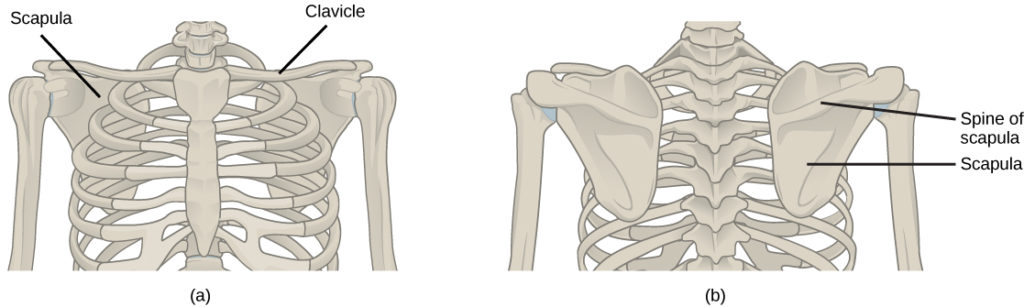 Scapula
Clavicle
Spine of
scapula
Scapula
(a)
(b)